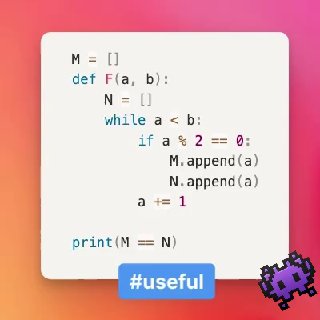 M = []
def F(a, b):
    N = []
    while a < b:
        if a % 2 == 0:
            M.append(a)
            N.append(a)
        a += 1

print(M == N)
#useful